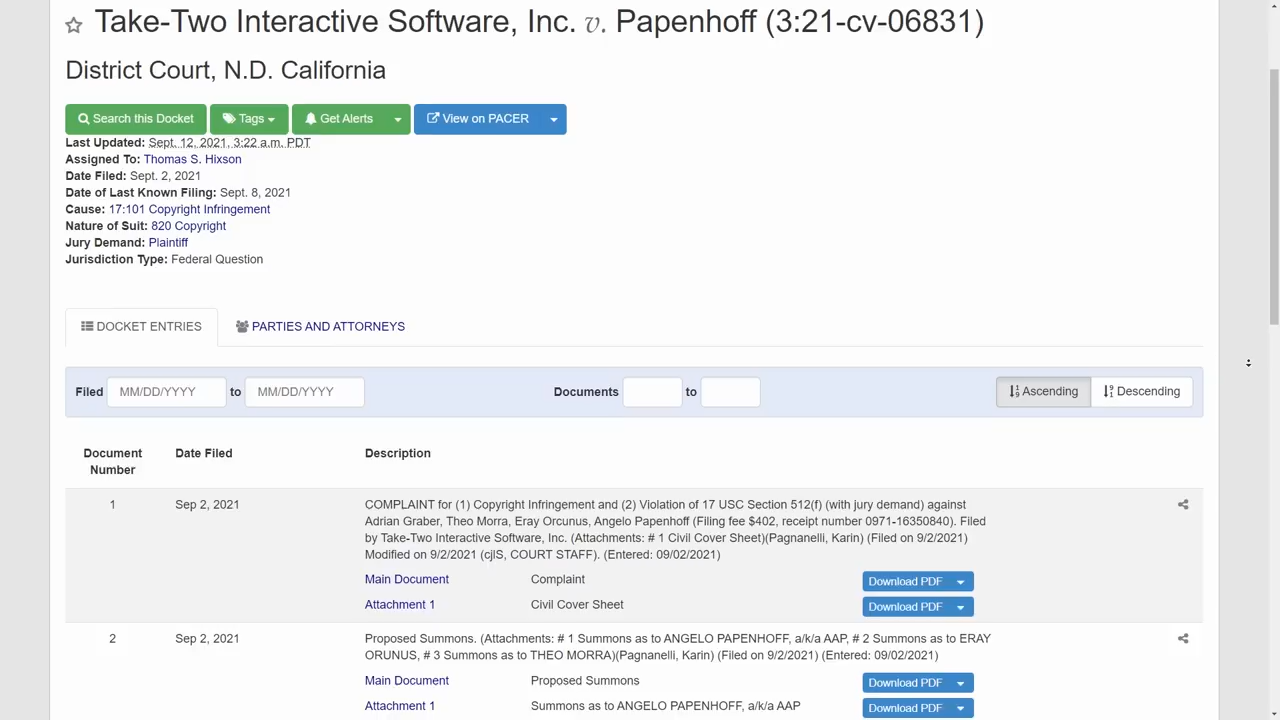 Take-Two Interactive Software, Inc. v. Papenhoff (3:21-cv-06831)
District Court, N.D. California
Search this Docket Tags Get Alerts View on PACER
Last Updated: Sept. 12, 2021, 3:22 a.m. PDT
Assigned To: Thomas S. Hixson
Date Filed: Sept. 2, 2021
Date of Last Known Filing: Sept. 8, 2021
Cause: 17:101 Copyright Infringement
Nature of Suit: 820 Copyright
Jury Demand: Plaintiff
Jurisdiction Type: Federal Question
DOCKET ENTRIES PARTIES AND ATTORNEYS
Filed MM/DD/YYYY to MM/DD/YYYY Documents to Ascending Descending
Document Number Date Filed Description
1 Sep 2, 2021 COMPLAINT for (1) Copyright Infringement and (2) Violation of 17 USC Section 512(f) (with jury demand) against
Adrian Graber, Theo Morra, Eray Orcunus, Angelo Papenhoff (Filing fee $402, receipt number 0971-16350840). Filed
by Take-Two Interactive Software, Inc. (Attachments: # 1 Civil Cover Sheet)(Pagnanelli, Karin) (Filed on 9/2/2021)
Modified on 9/2/2021 (cjlS, COURT STAFF). (Entered: 09/02/2021)
Main Document Complaint Download PDF
Attachment 1 Civil Cover Sheet Download PDF
2 Sep 2, 2021 Proposed Summons. (Attachments: # 1 Summons as to ANGELO PAPENHOFF, a/k/a AAP, # 2 Summons as to ERAY
ORUNUS, # 3 Summons as to THEO MORRA)(Pagnanelli, Karin) (Filed on 9/2/2021) (Entered: 09/02/2021)
Main Document Proposed Summons Download PDF
Attachment 1 Summons as to ANGELO PAPENHOFF, a/k/a AAP Download PDF